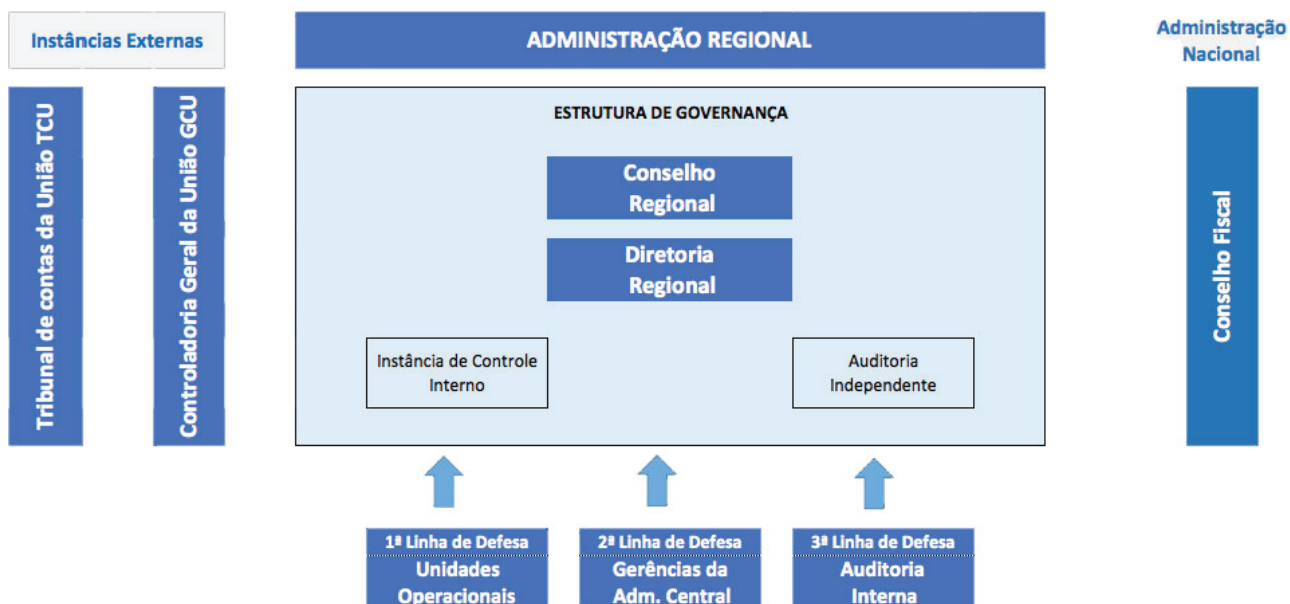 Instâncias Externas
ADMINISTRAÇÃO REGIONAL
Administração
Nacional
Tribunal de contas da União TCU
Controladoria Geral da União GCU
ESTRUTURA DE GOVERNANÇA
Conselho
Regional
Diretoria
Regional
Instância de Controle
Interno
Auditoria
Independente
Conselho Fiscal
1ª Linha de Defesa
Unidades
Operacionais
2ª Linha de Defesa
Gerências da
Adm. Central
3ª Linha de Defesa
Auditoria
Interna